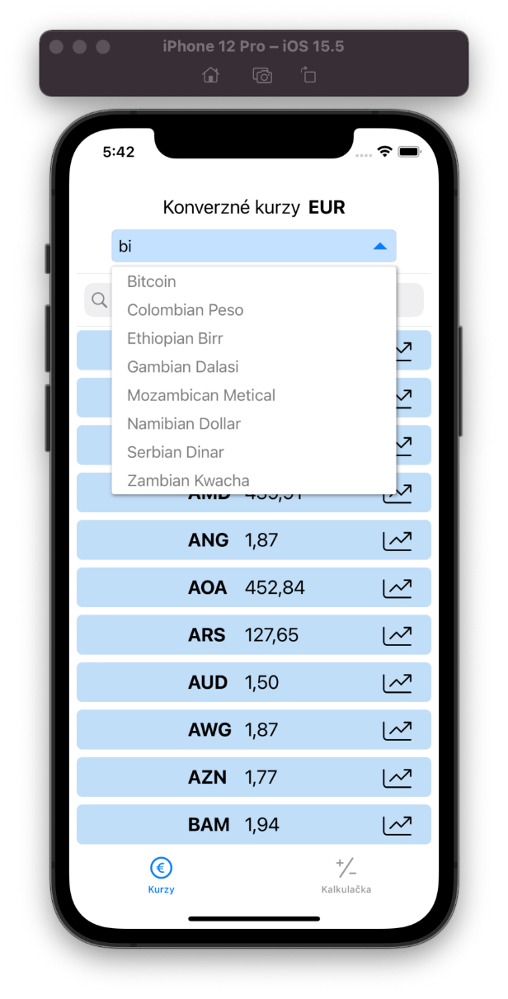 iPhone 12 Pro – iOS 15.5
5:42
Konverzné kurzy EUR
bi
Bitcoin
Colombian Peso
Ethiopian Birr
Gambian Dalasi
Mozambican Metical
Namibian Dollar
Serbian Dinar
Zambian Kwacha
AMD 439,91
ANG 1,87
AOA 452,84
ARS 127,65
AUD 1,50
AWG 1,87
AZN 1,77
BAM 1,94
Kurzy
Kalkulačka